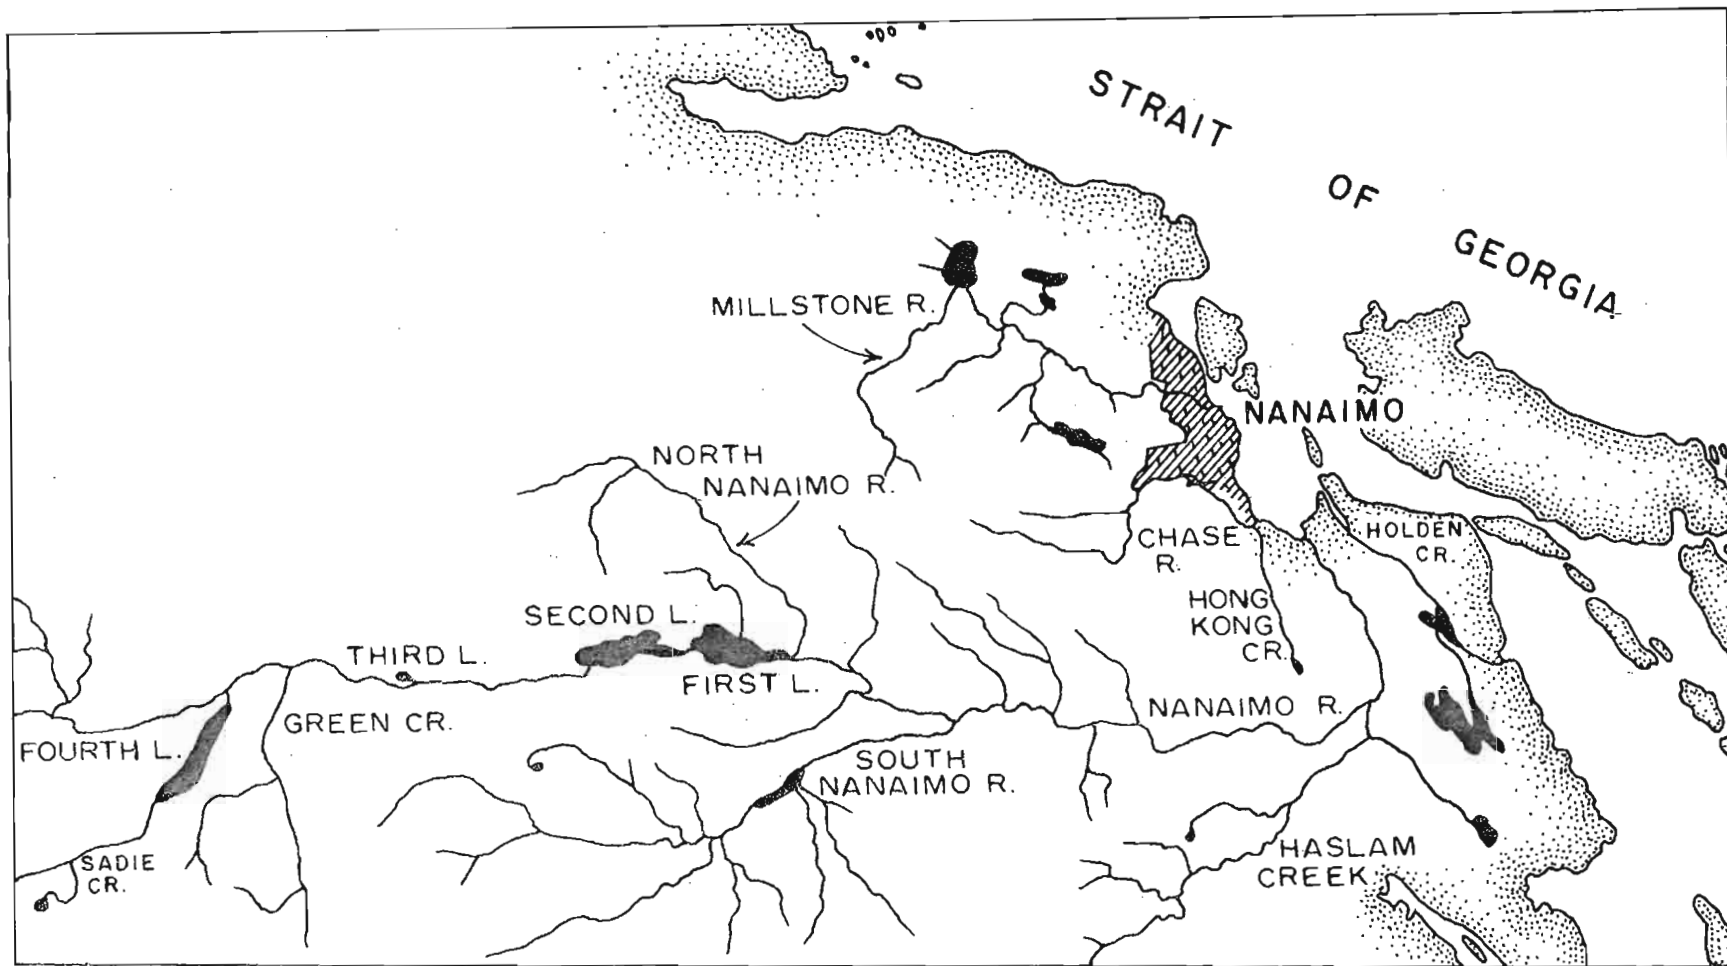 STRAIT
OF
GEORGIA
MILLSTONE R.
NANAIMO
NORTH
NANAIMO R.
HOLDEN
CR.
CHASE
R.
HONG
KONG
CR.
SECOND L.
THIRD L.
FIRST L.
NANAIMO R.
GREEN CR.
FOURTH L.
SOUTH
NANAIMO R.
SADIE
CR.
HASLAM
CREEK